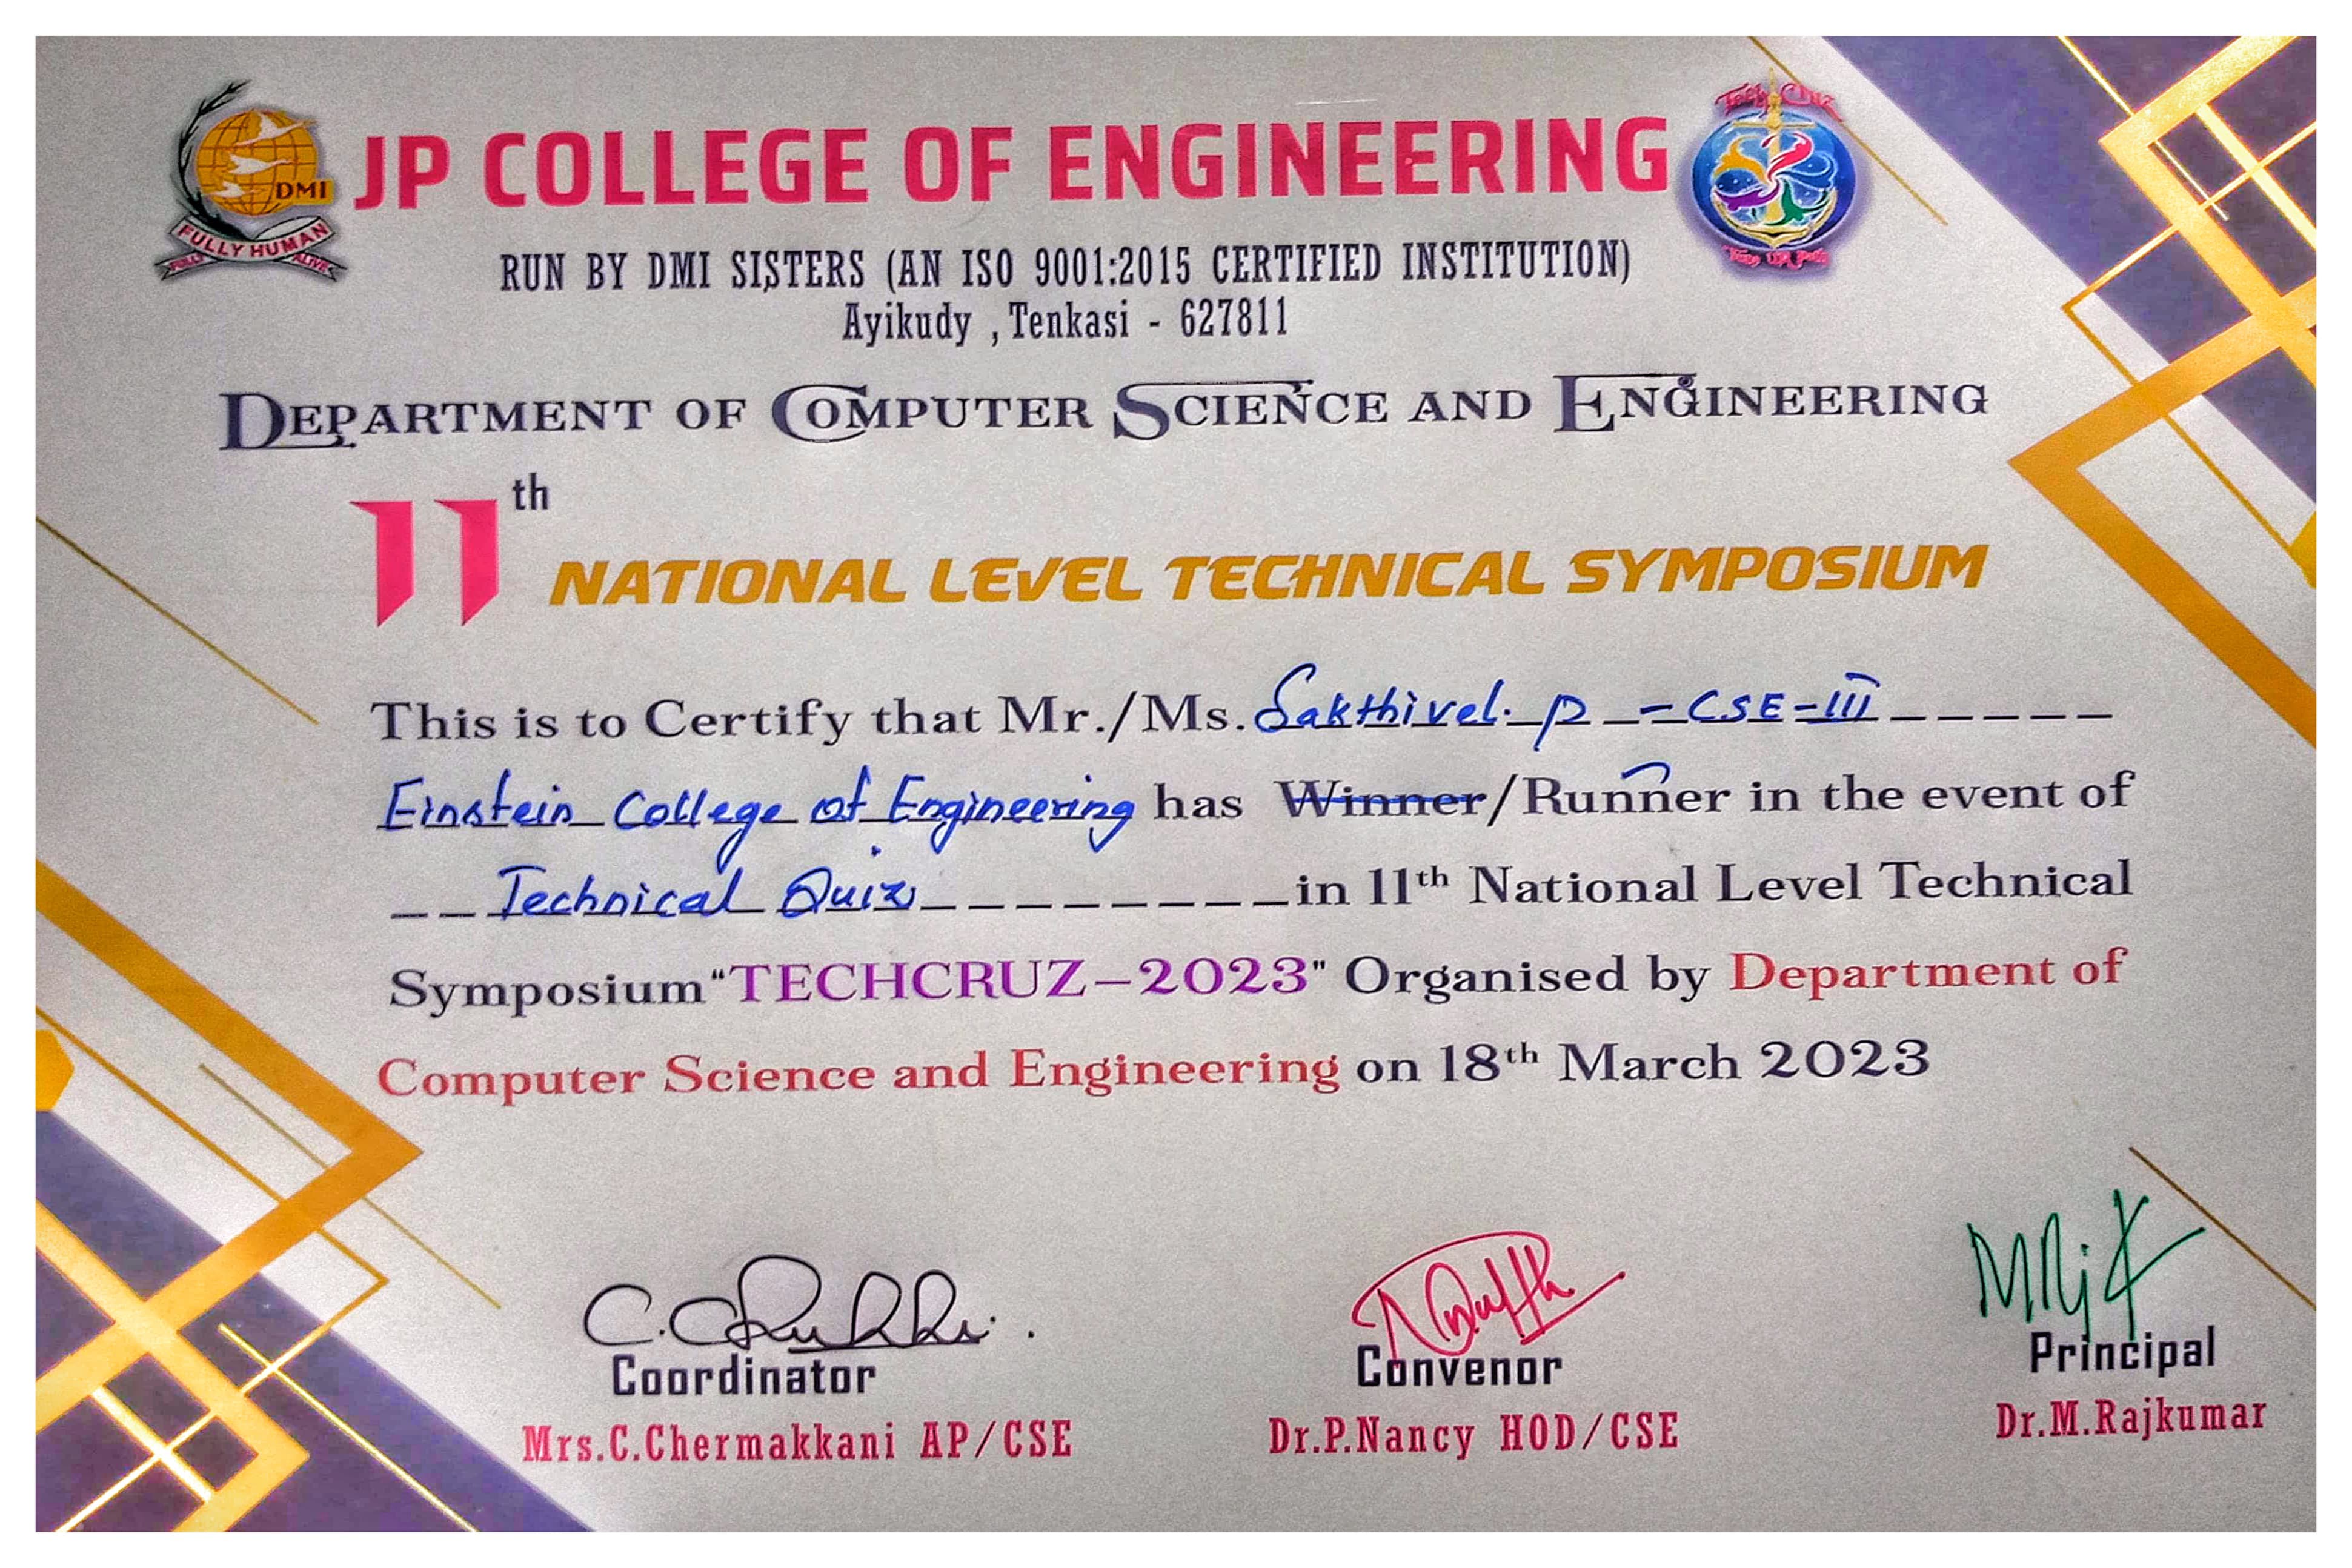 JP COLLEGE OF ENGINEERING
DMI
FULLY HUMAN
FULLY ALIVE
Tech Cruz
RUN BY DMI SISTERS (AN ISO 9001:2015 CERTIFIED INSTITUTION)
Ayikudy , Tenkasi - 627811
DEPARTMENT OF COMPUTER SCIENCE AND ENGINEERING
11th
NATIONAL LEVEL TECHNICAL SYMPOSIUM
This is to Certify that Mr./Ms. Sakthivel. P - CSE - III
Einstein College of Engineering has Winner/Runner in the event of
Technical Quiz in 11th National Level Technical
Symposium "TECHCRUZ-2023" Organised by Department of
Computer Science and Engineering on 18th March 2023
Coordinator
Mrs.C.Chermakkani AP/CSE
Convenor
Dr.P.Nancy HOD/CSE
Principal
Dr.M.Rajkumar